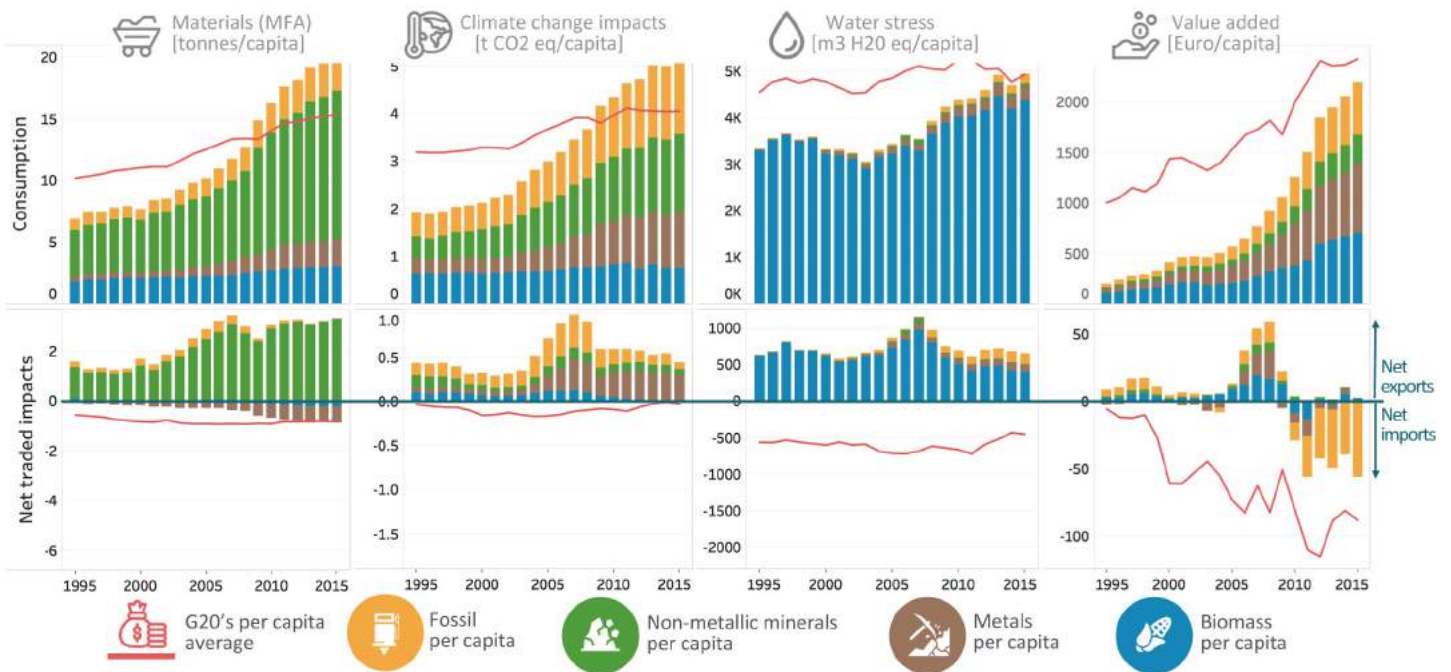 Materials (MFA)
[tonnes/capita]
Climate change impacts
[t CO2 eq/capita]
Water stress
[m3 H20 eq/capita]
Value added
[Euro/capita]
Consumption
20
15
10
5
0
5
4
3
2
1
0
5K
4K
3K
2K
1K
0K
2000
1500
1000
500
0
Net traded impacts
2
0
-2
-4
-6
1.0
0.5
0.0
-0.5
-1.0
-1.5
1000
500
0
-500
-1000
-1500
-2000
50
0
-50
-100
Net
exports
Net
imports
1995 2000 2005 2010 2015
1995 2000 2005 2010 2015
1995 2000 2005 2010 2015
1995 2000 2005 2010 2015
G20's per capita
average
Fossil
per capita
Non-metallic minerals
per capita
Metals
per capita
Biomass
per capita